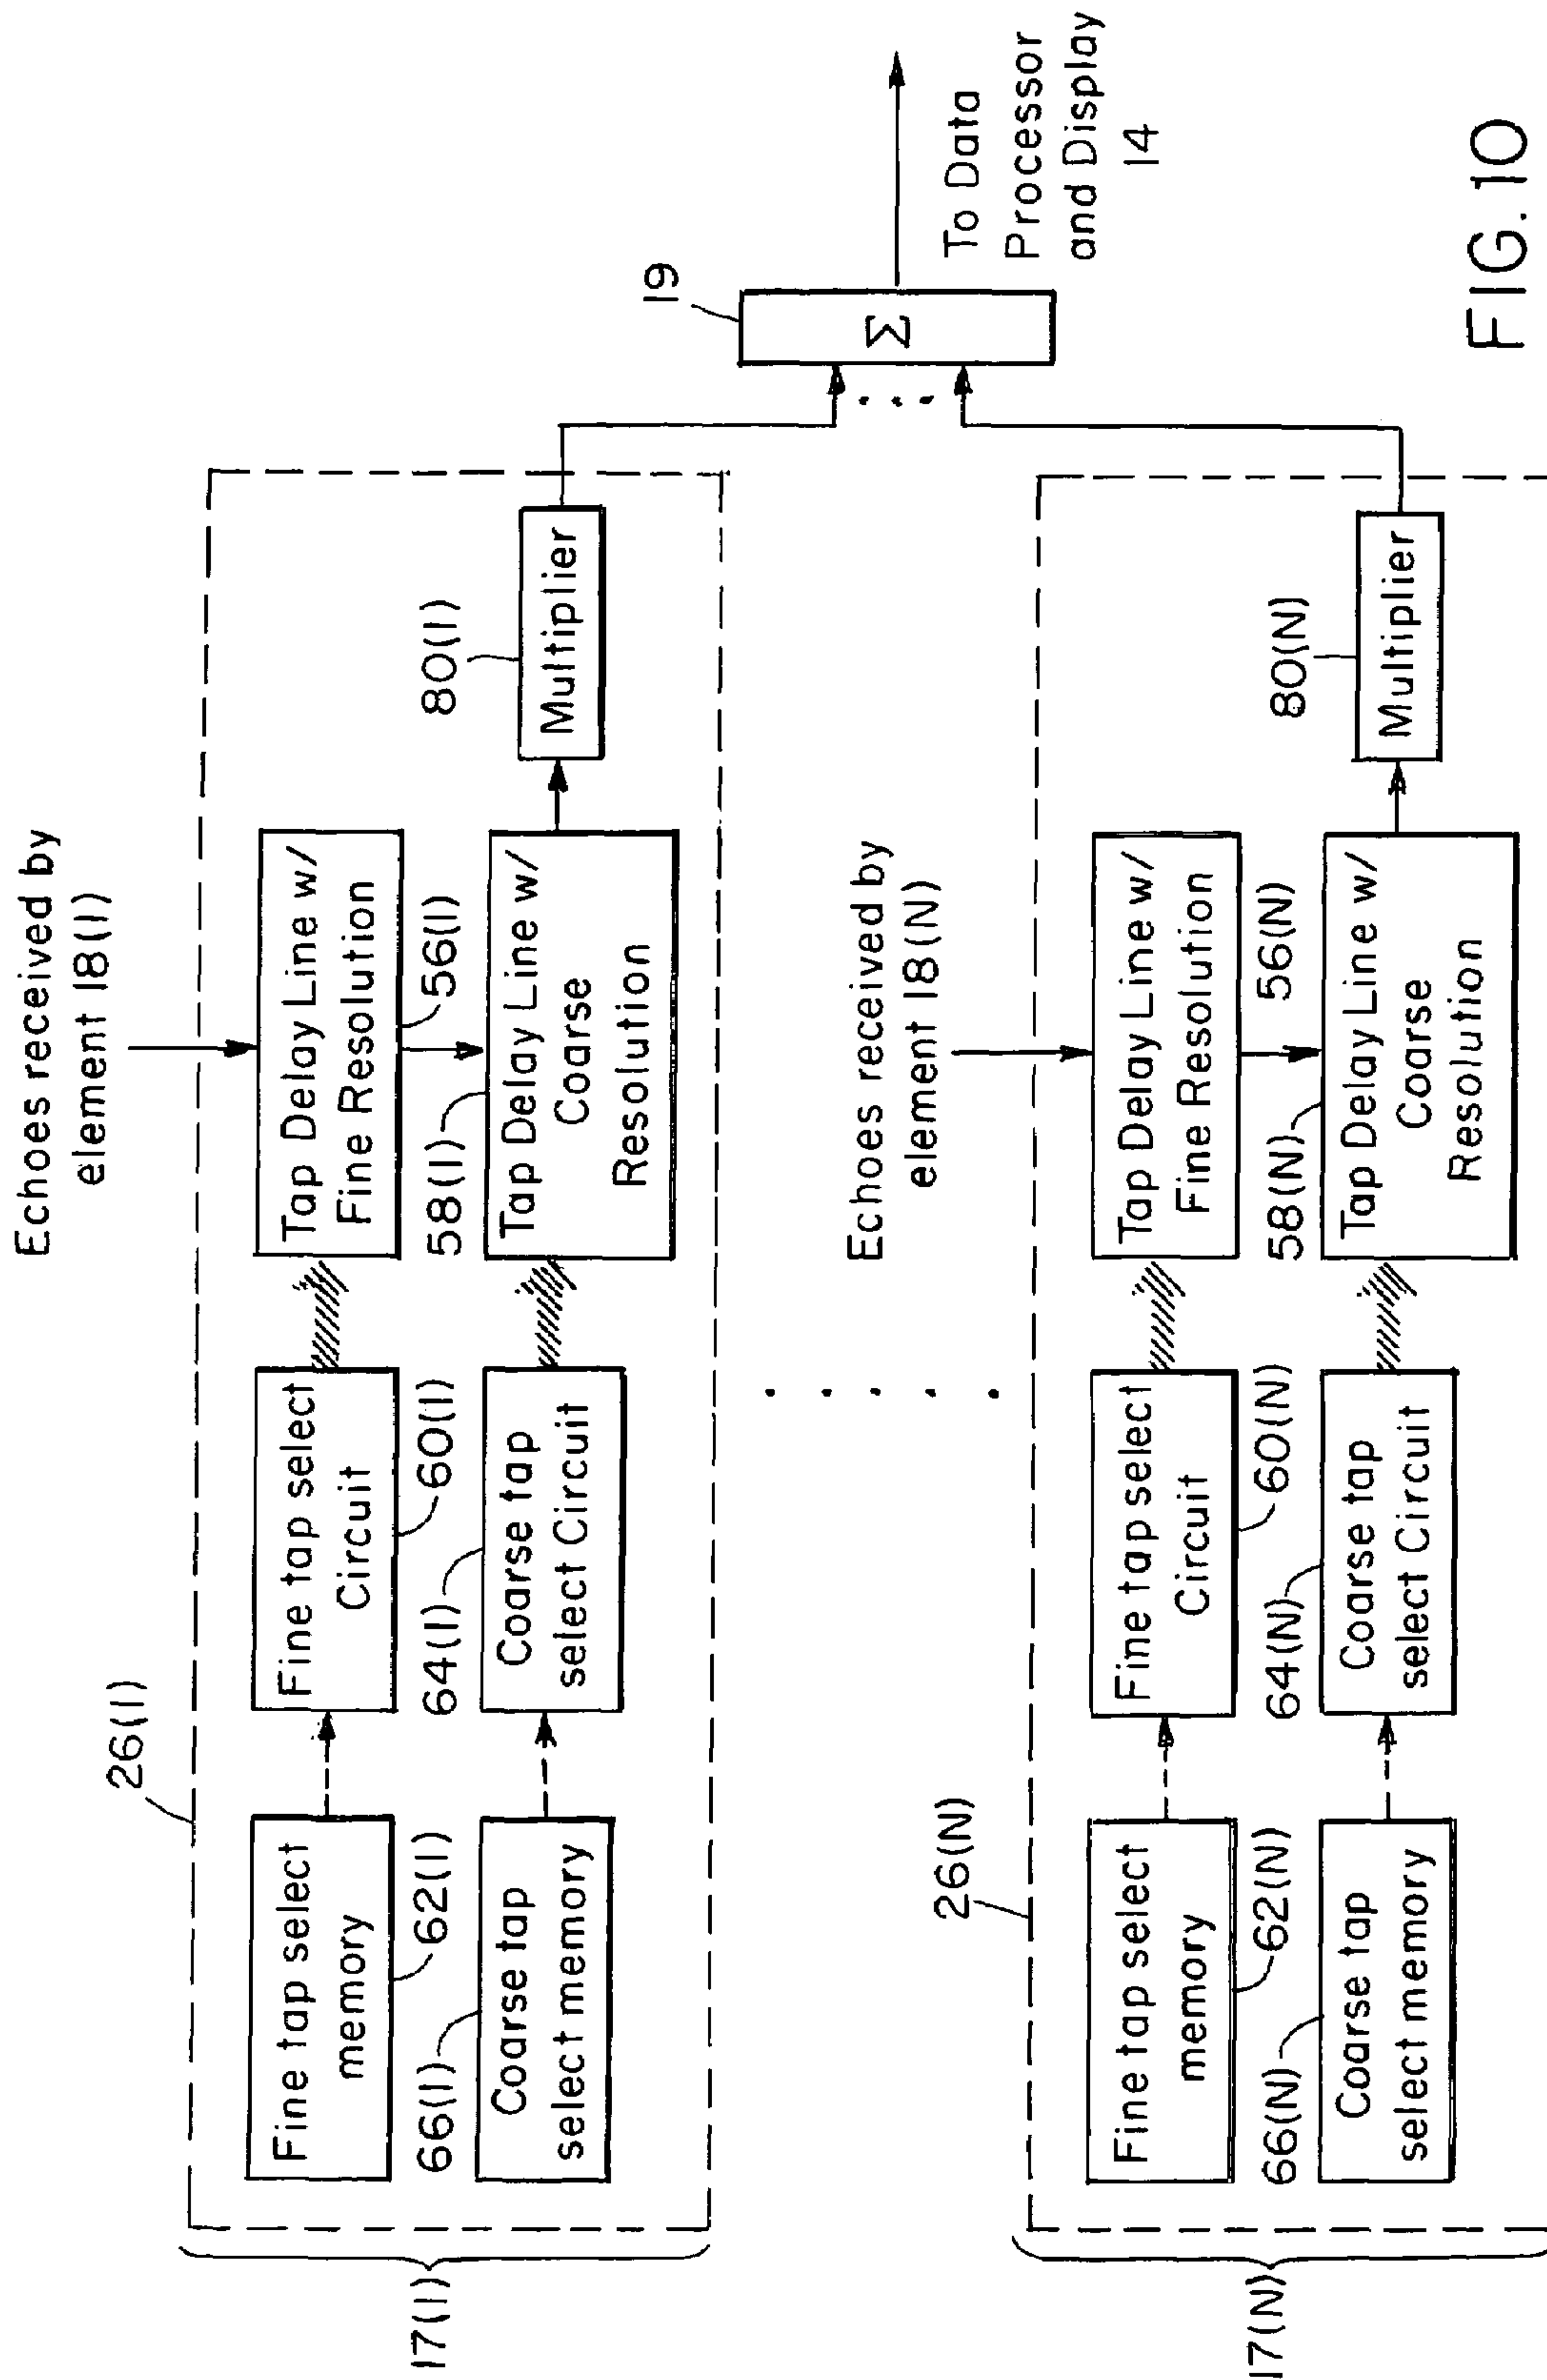 Echoes received by
element 18(1)
26(1)
17(1)
Fine tap select
memory
62(1)
Fine tap select
Circuit
60(1)
Tap Delay Line w/
Fine Resolution
56(1)
66(1)
Coarse tap
select memory
64(1)
Coarse tap
select Circuit
58(1)
Tap Delay Line w/
Coarse
Resolution
80(1)
Multiplier
19
Σ
To Data
Processor
and Display
14
Echoes received by
element 18(N)
26(N)
17(N)
Fine tap select
memory
62(N)
Fine tap select
Circuit
60(N)
Tap Delay Line w/
Fine Resolution
56(N)
66(N)
Coarse tap
select memory
64(N)
Coarse tap
select Circuit
58(N)
Tap Delay Line w/
Coarse
Resolution
80(N)
Multiplier
FIG. 10